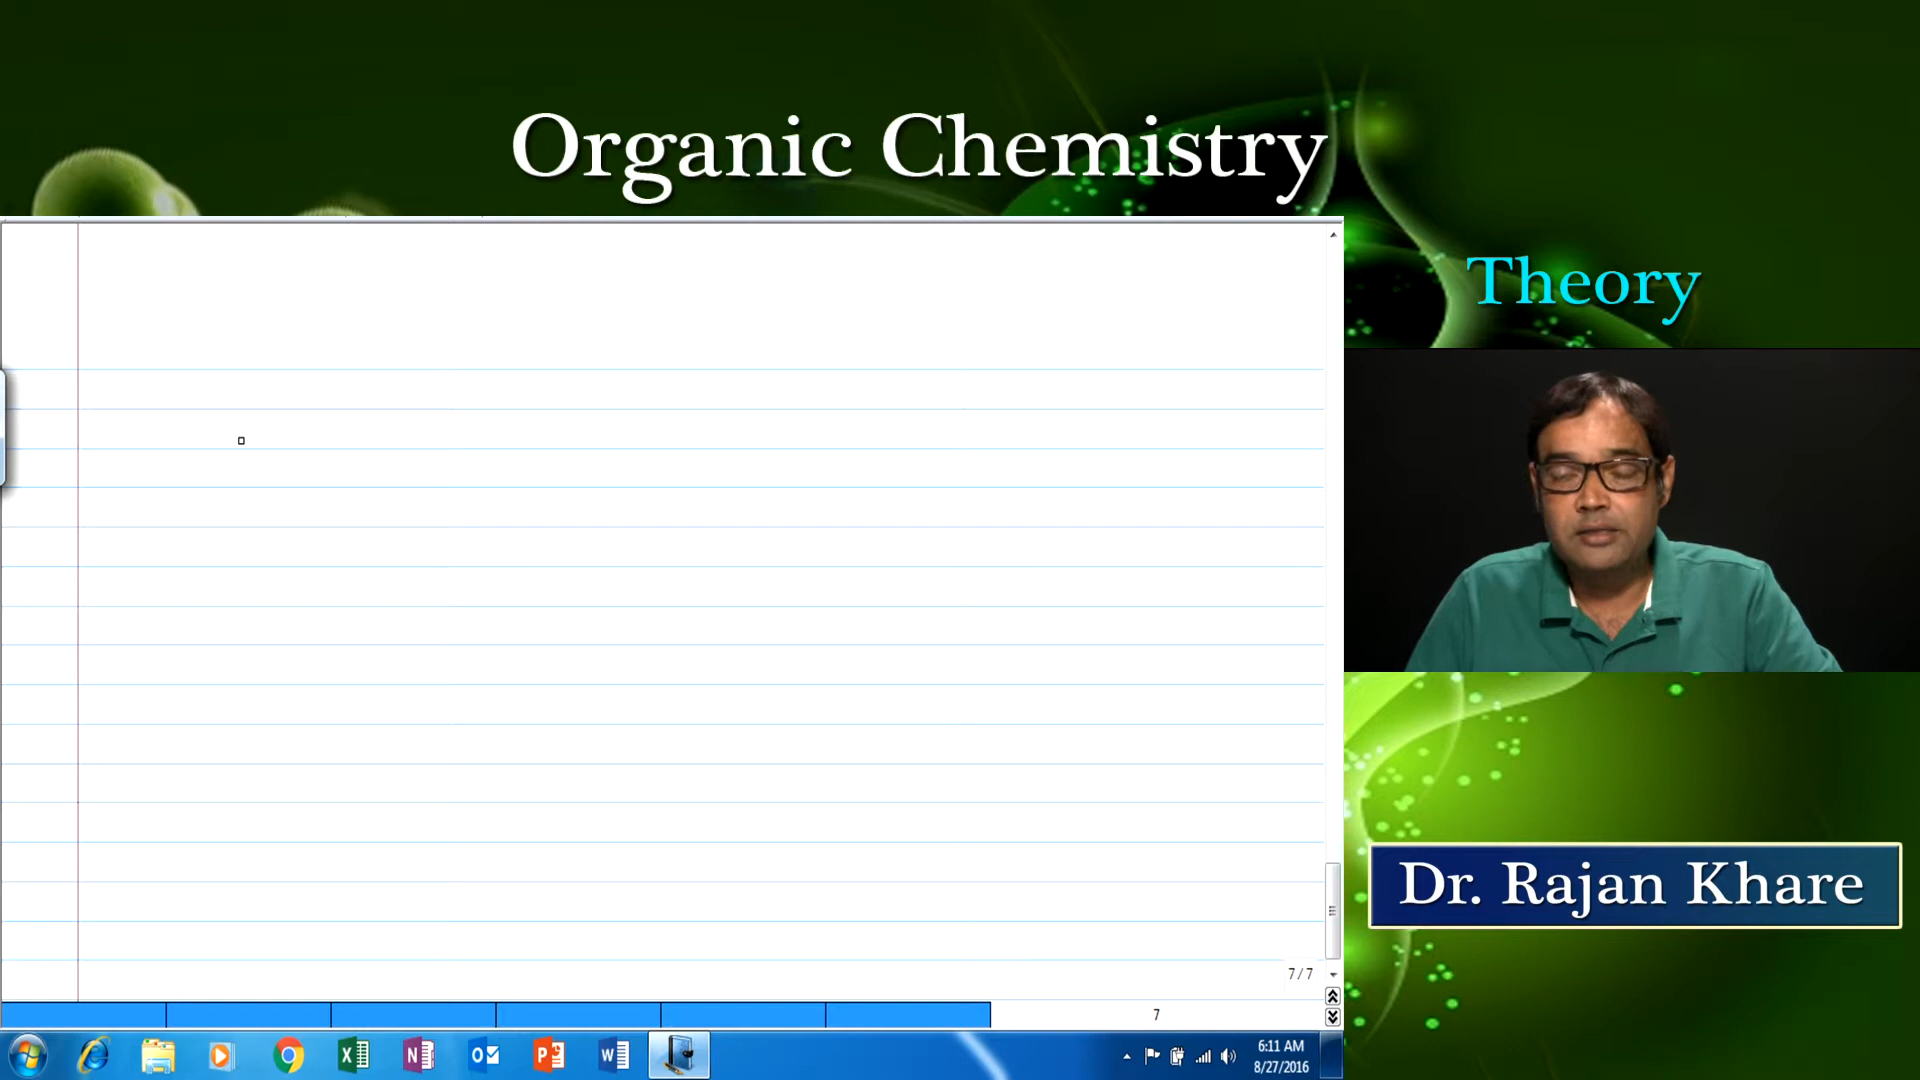 Organic Chemistry
Theory
Dr. Rajan Khare
7 / 7
7
6:11 AM
8/27/2016